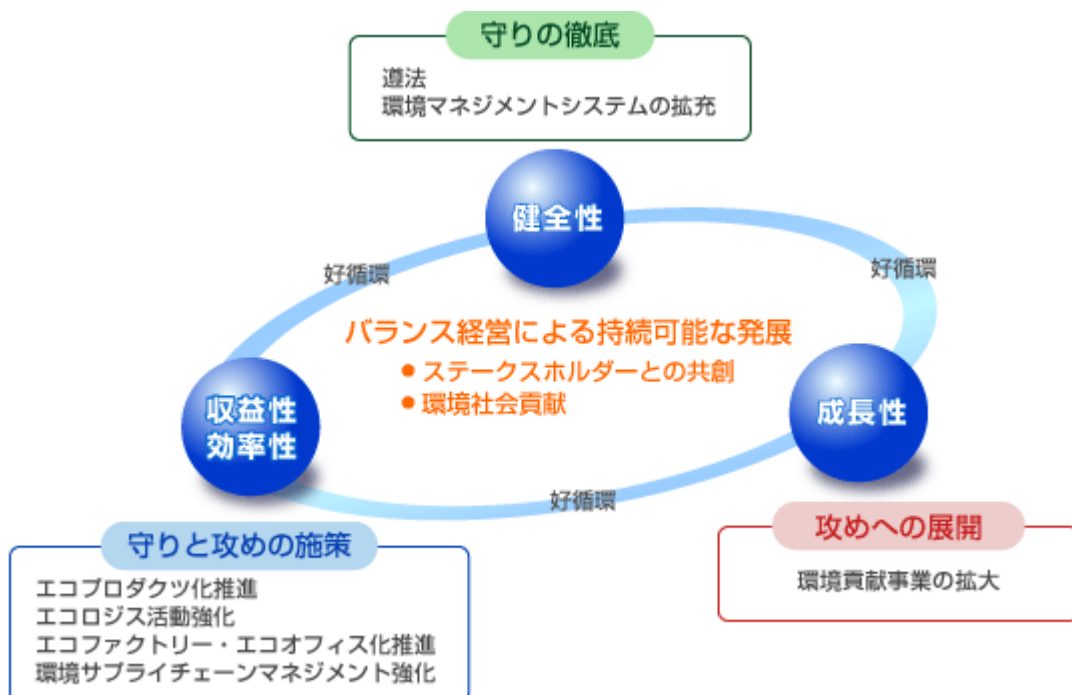 守りの徹底
遵法
環境マネジメントシステムの拡充
健全性
好循環
好循環
バランス経営による持続可能な発展
● ステークスホルダーとの共創
● 環境社会貢献
収益性
効率性
成長性
好循環
守りと攻めの施策
エコプロダクツ化推進
エコロジス活動強化
エコファクトリー・エコオフィス化推進
環境サプライチェーンマネジメント強化
攻めへの展開
環境貢献事業の拡大